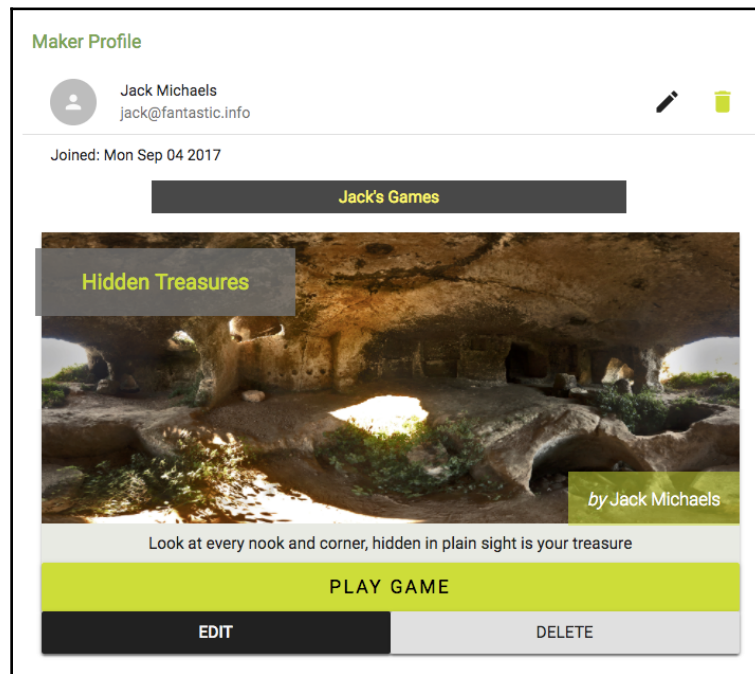 Maker Profile
Jack Michaels
jack@fantastic.info
Joined: Mon Sep 04 2017
Jack's Games
Hidden Treasures
by Jack Michaels
Look at every nook and corner, hidden in plain sight is your treasure
PLAY GAME
EDIT
DELETE